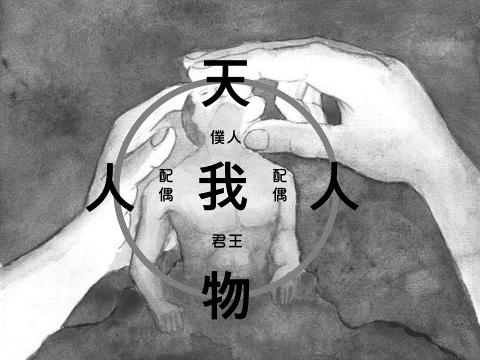 天
僕人
人 配偶 我 配偶 人
君王
物